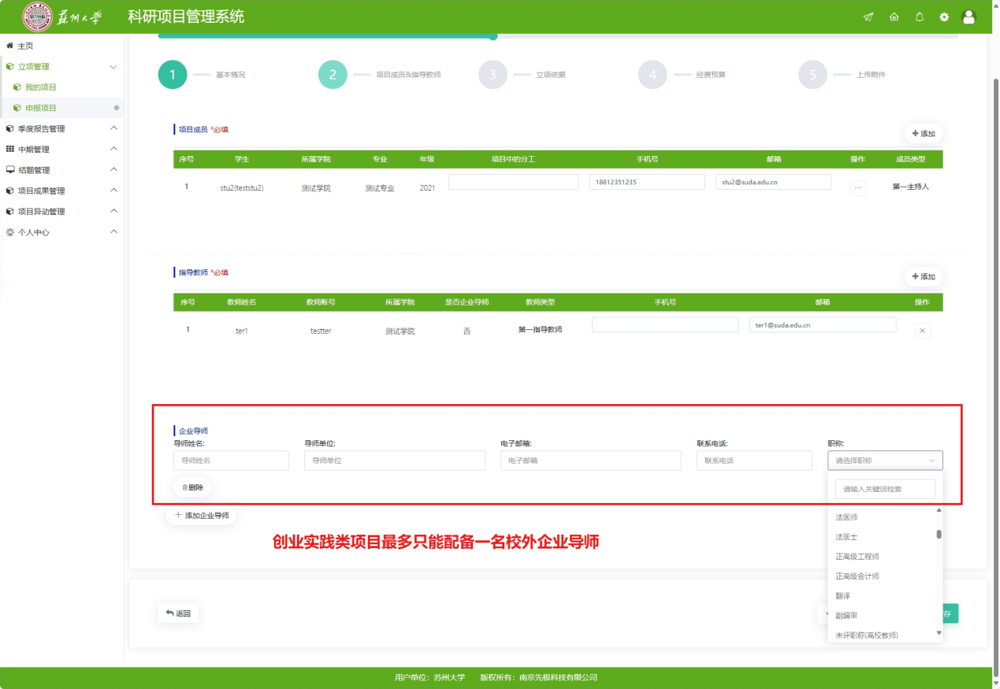 苏州大学 科研项目管理系统
主页
立项管理
我的项目
申报项目
季度报告管理
中期管理
结题管理
项目成果管理
项目异动管理
个人中心
1 基本情况 2 项目成员&指导教师 3 立项依据 4 经费预算 5 上传附件
项目成员 *必填
添加
序号 学生 所属学院 专业 年级 项目中的分工 手机号 邮箱 操作 成员类型
1 stu2(teststu2) 测试学院 测试专业 2021 18812351235 stu2@suda.edu.cn ... 第一主持人
指导教师 *必填
添加
序号 教师姓名 教师账号 所属学院 是否企业导师 教师类型 手机号 邮箱 操作
1 ter1 testter 测试学院 否 第一指导教师 ter1@suda.edu.cn
企业导师
导师姓名: 导师单位: 电子邮箱: 联系电话: 职称:
导师姓名 导师单位 电子邮箱 联系电话 请选择职称
删除
请输入关键词检索
添加企业导师
法医师
法医士
正高级工程师
正高级会计师
翻译
副编审
未评职称(高校教师)
创业实践类项目最多只能配备一名校外企业导师
返回
存
用户单位：苏州大学 版权所有：南京先极科技有限公司